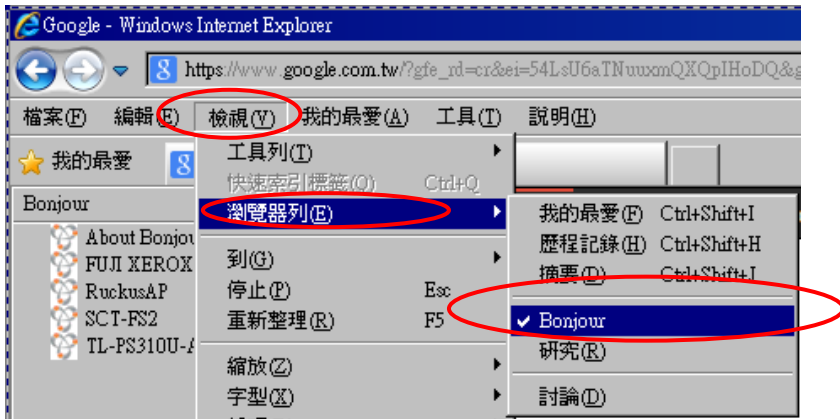 Google - Windows Internet Explorer
https://www.google.com.tw/?gfe_rd=cr&ei=54LsU6aTNuuxmQXQpIHoDQ&g
檔案(F) 編輯(E) 檢視(V) 我的最愛(A) 工具(T) 說明(H)
我的最愛
Bonjour
About Bonjou
FUJI XEROX
RuckusAP
SCT-FS2
TL-PS310U-A
工具列(T)
快速索引標籤(Q) Ctrl+Q
瀏覽器列(E)
到(G)
停止(P) Esc
重新整理(R) F5
縮放(Z)
字型(X)
我的最愛(F) Ctrl+Shift+I
歷程記錄(H) Ctrl+Shift+H
摘要(D) Ctrl+Shift+J
Bonjour
研究(R)
討論(D)